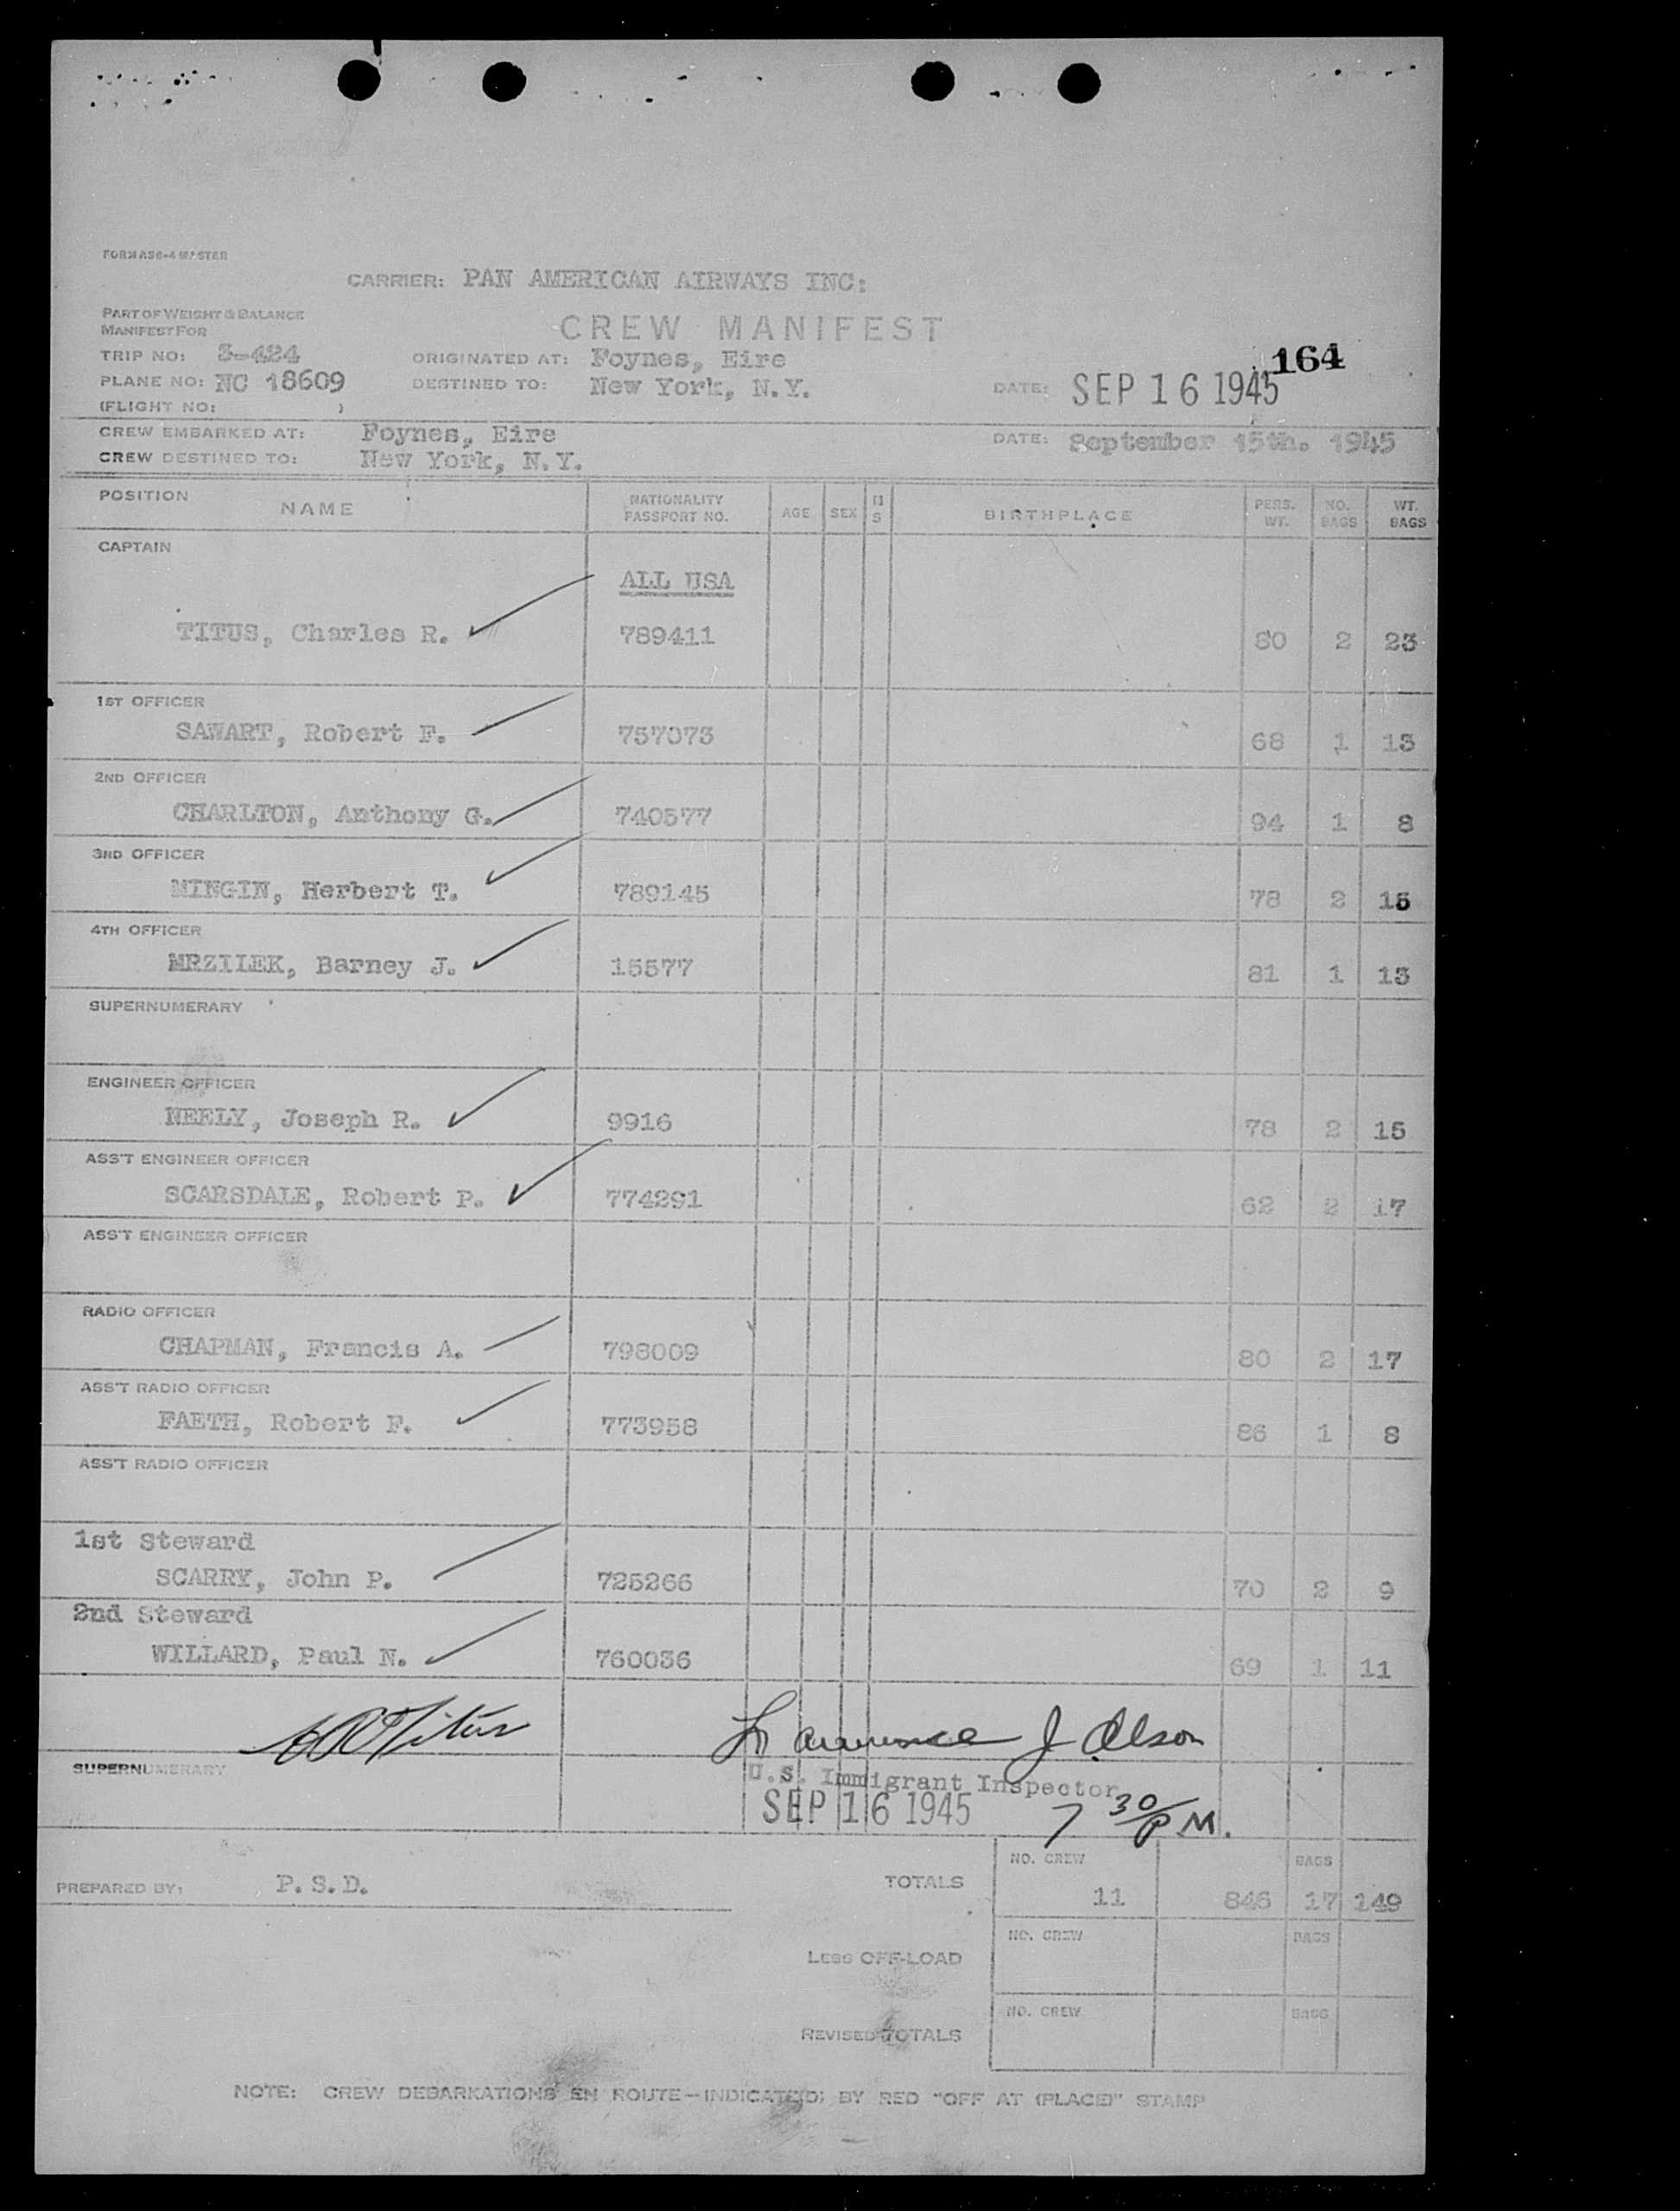 FORM AS6-4 MASTER
CARRIER: PAN AMERICAN AIRWAYS INC:
PART OF WEIGHT & BALANCE
MANIFEST FOR
CREW MANIFEST
TRIP NO: 3-424 ORIGINATED AT: Foynes, Eire 164
PLANE NO: NC 18609 DESTINED TO: New York, N.Y. DATE: SEP 16 1945
(FLIGHT NO: )
CREW EMBARKED AT: Foynes, Eire DATE: September 15th. 1945
CREW DESTINED TO: New York, N.Y.
POSITION NAME NATIONALITY PASSPORT NO. AGE SEX M S BIRTHPLACE PERS. WT. NO. BAGS WT. BAGS
CAPTAIN
ALL USA
TITUS, Charles R. 789411 80 2 23
1ST OFFICER
SAWART, Robert F. 757073 68 1 13
2ND OFFICER
CHARLTON, Anthony G. 740577 94 1 8
3RD OFFICER
MINGIN, Herbert T. 789145 78 2 15
4TH OFFICER
MRZILEK, Barney J. 15577 81 1 13
SUPERNUMERARY
ENGINEER OFFICER
NEELY, Joseph R. 9916 78 2 15
ASS'T ENGINEER OFFICER
SCARSDALE, Robert P. 774291 62 2 17
ASS'T ENGINEER OFFICER
RADIO OFFICER
CHAPMAN, Francis A. 798009 80 2 17
ASS'T RADIO OFFICER
FAETH, Robert F. 773958 86 1 8
ASS'T RADIO OFFICER
1st Steward
SCARRY, John P. 725266 70 2 9
2nd Steward
WILLARD, Paul N. 760036 69 1 11
C R Titus Lawrence J Olson
SUPERNUMERARY U.S. Immigrant Inspector
SEP 16 1945 7 30/PM.
NO. CREW BAGS
PREPARED BY: P.S.D. TOTALS 11 846 17 149
NO. CREW BAGS
LESS OFF-LOAD
NO. CREW BAGS
REVISED TOTALS
NOTE: CREW DEBARKATIONS EN ROUTE-INDICATED BY RED "OFF AT (PLACE)" STAMP